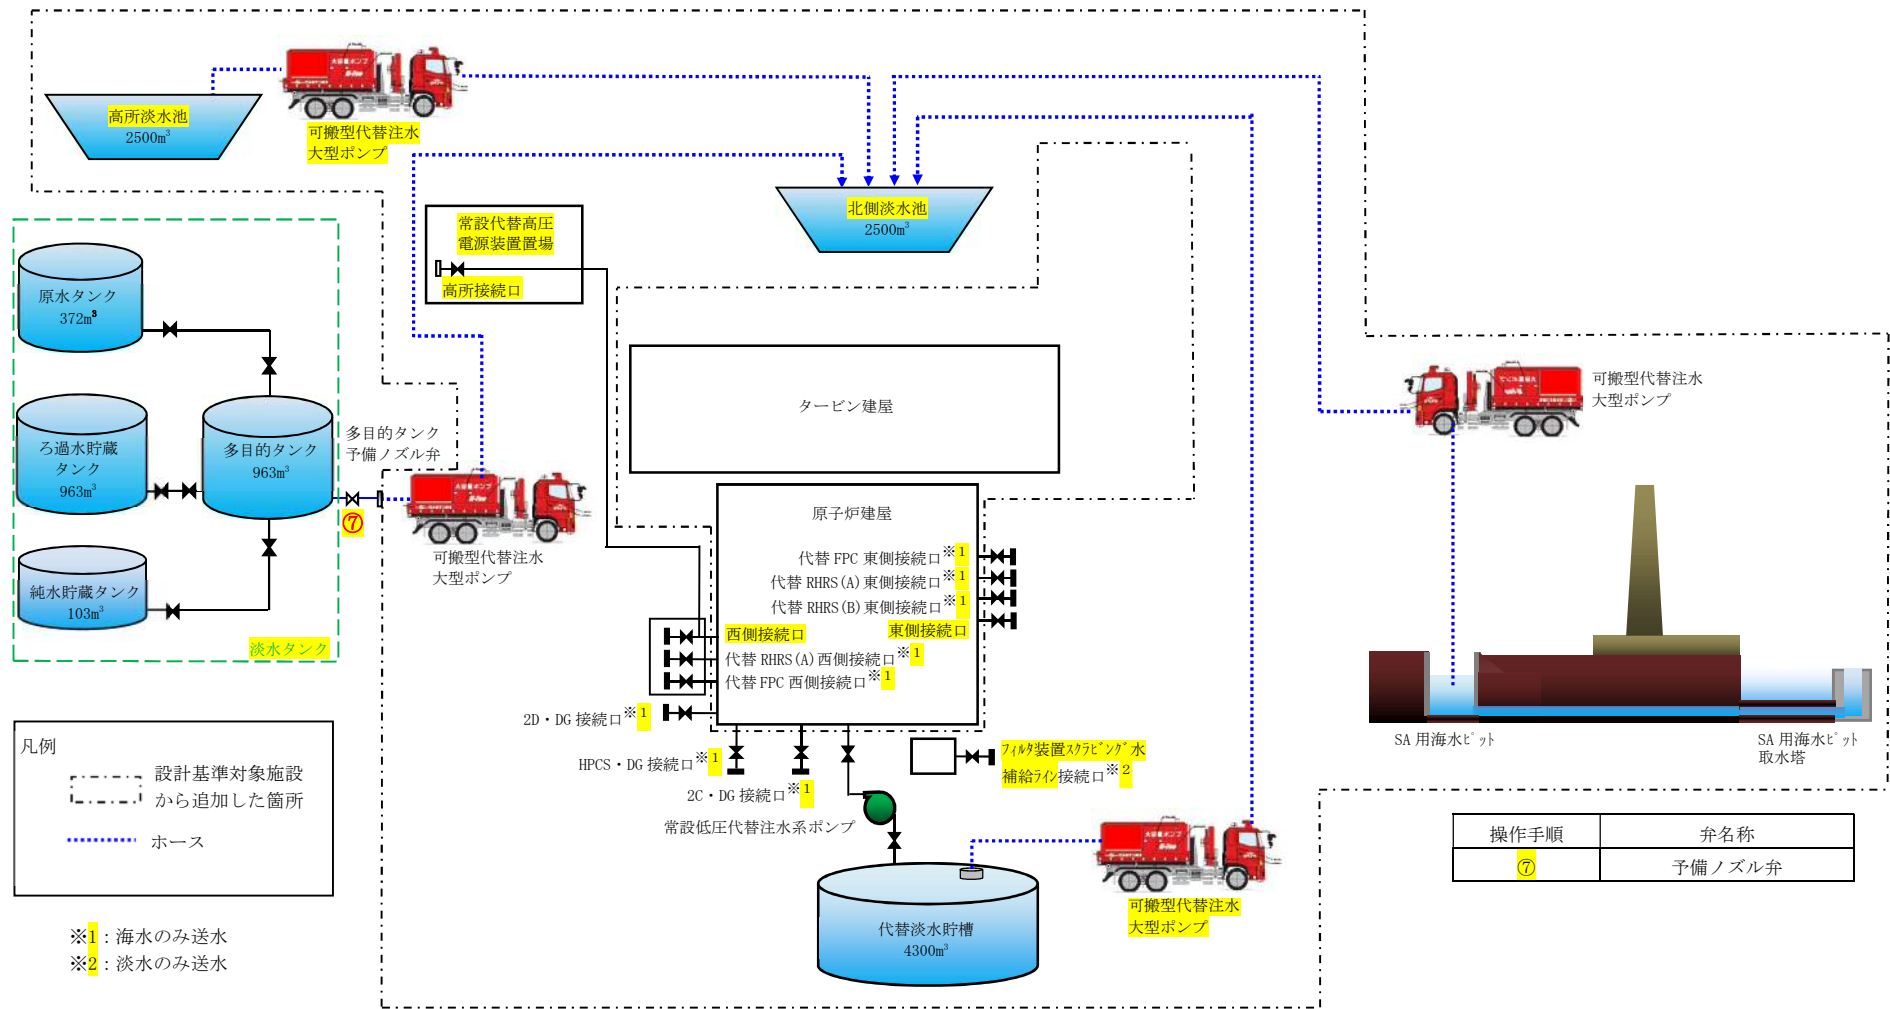 高所淡水池
2500m³
可搬型代替注水
大型ポンプ
北側淡水池
2500m³
常設代替高圧
電源装置置場
高所接続口
原水タンク
372m³
ろ過水貯蔵
タンク
963m³
多目的タンク
963m³
純水貯蔵タンク
103m³
淡水タンク
多目的タンク
予備ノズル弁
⑦
可搬型代替注水
大型ポンプ
タービン建屋
可搬型代替注水
大型ポンプ
原子炉建屋
代替 FPC 東側接続口※1
代替 RHRS(A)東側接続口※1
代替 RHRS(B)東側接続口※1
東側接続口
西側接続口
代替 RHRS(A)西側接続口※1
代替 FPC 西側接続口※1
2D・DG 接続口※1
HPCS・DG 接続口※1
2C・DG 接続口※1
フィルタ装置スクラビング水
補給ライン接続口※2
常設低圧代替注水系ポンプ
代替淡水貯槽
4300m³
可搬型代替注水
大型ポンプ
SA 用海水ピット
SA 用海水ピット
取水塔
凡例
設計基準対象施設
から追加した箇所
ホース
※1：海水のみ送水
※2：淡水のみ送水
操作手順 弁名称
⑦ 予備ノズル弁